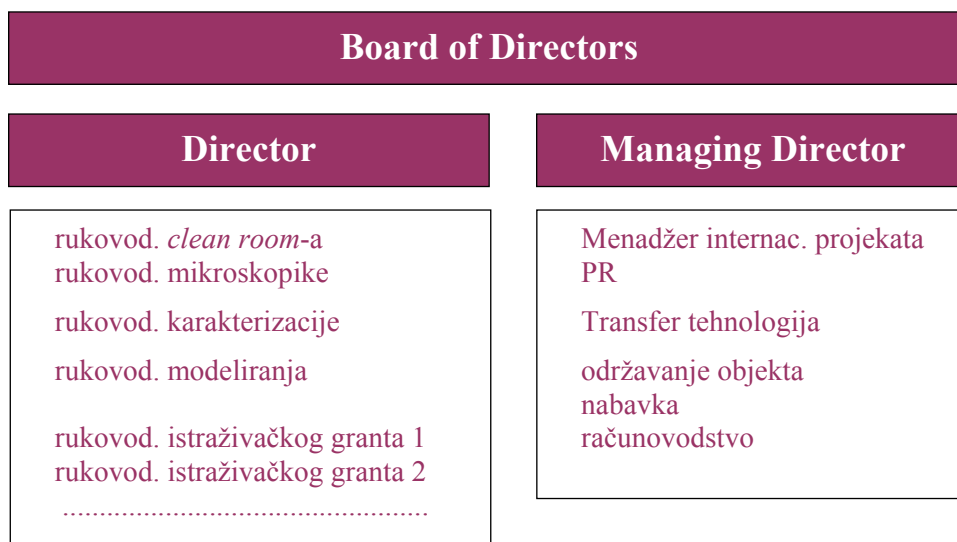 Board of Directors
Director
rukovod. clean room-a
rukovod. mikroskopike
rukovod. karakterizacije
rukovod. modeliranja
rukovod. istraživačkog granta 1
rukovod. istraživačkog granta 2
.................................................
Managing Director
Menadžer internac. projekata
PR
Transfer tehnologija
održavanje objekta
nabavka
računovodstvo